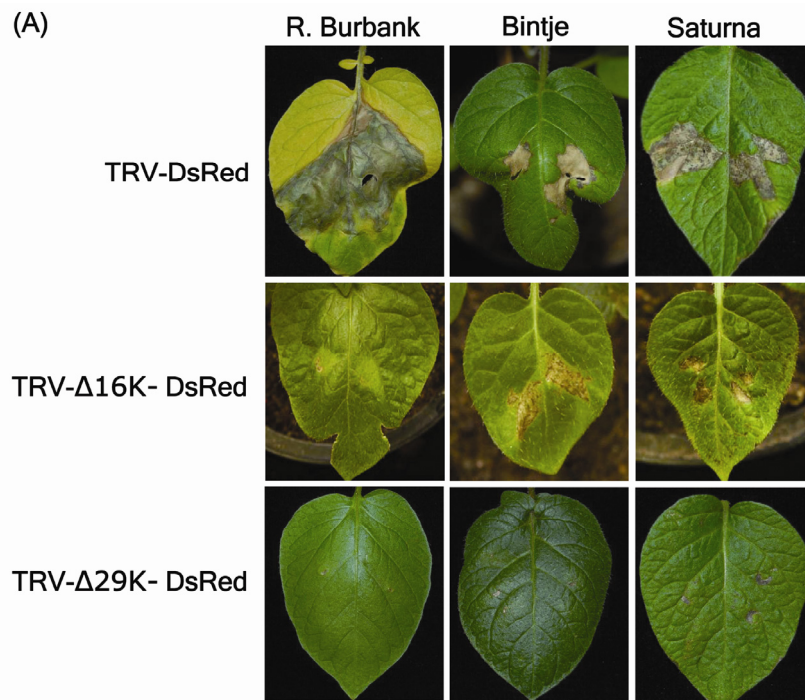 (A)
R. Burbank Bintje Saturna
TRV-DsRed
TRV-Δ16K- DsRed
TRV-Δ29K- DsRed